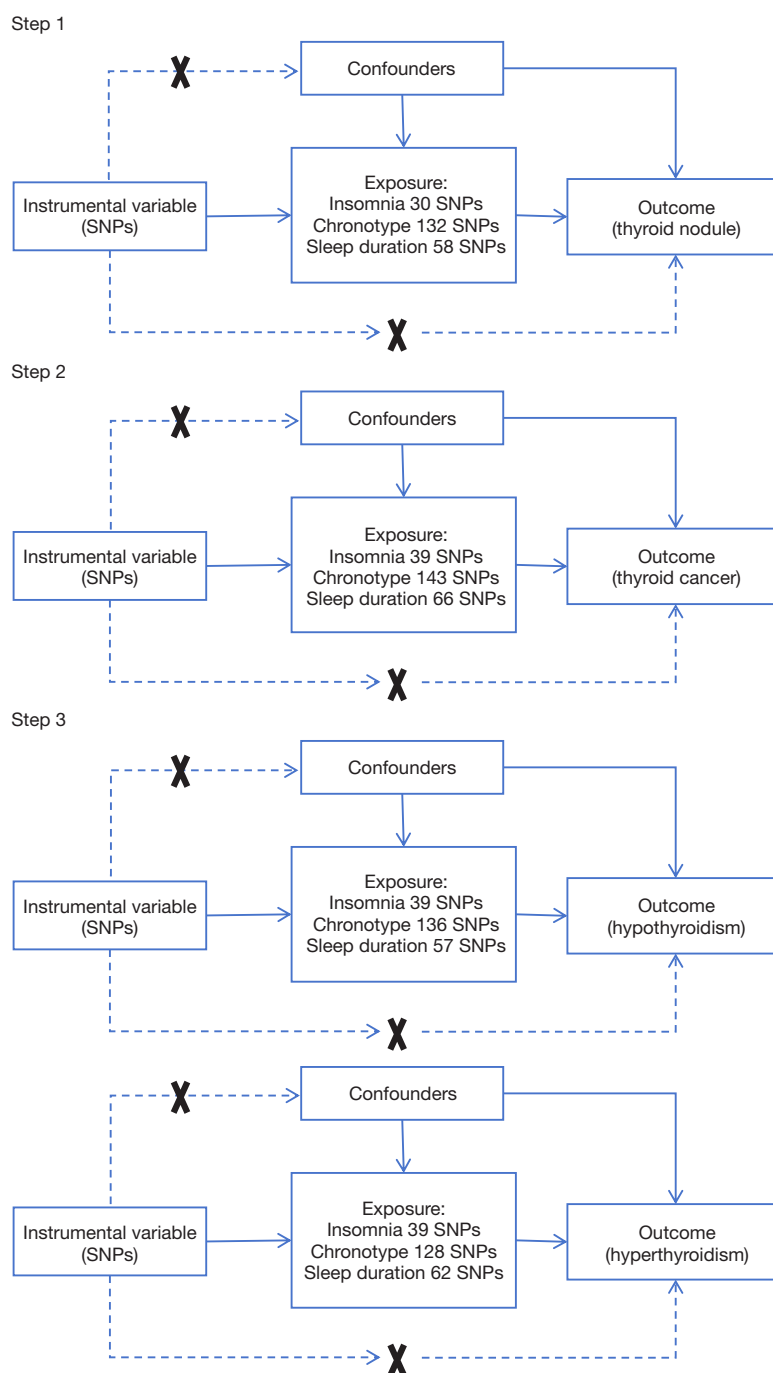 Step 1
Confounders
Instrumental variable
(SNPs)
Exposure:
Insomnia 30 SNPs
Chronotype 132 SNPs
Sleep duration 58 SNPs
Outcome
(thyroid nodule)
Step 2
Confounders
Instrumental variable
(SNPs)
Exposure:
Insomnia 39 SNPs
Chronotype 143 SNPs
Sleep duration 66 SNPs
Outcome
(thyroid cancer)
Step 3
Confounders
Instrumental variable
(SNPs)
Exposure:
Insomnia 39 SNPs
Chronotype 136 SNPs
Sleep duration 57 SNPs
Outcome
(hypothyroidism)
Confounders
Instrumental variable
(SNPs)
Exposure:
Insomnia 39 SNPs
Chronotype 128 SNPs
Sleep duration 62 SNPs
Outcome
(hyperthyroidism)